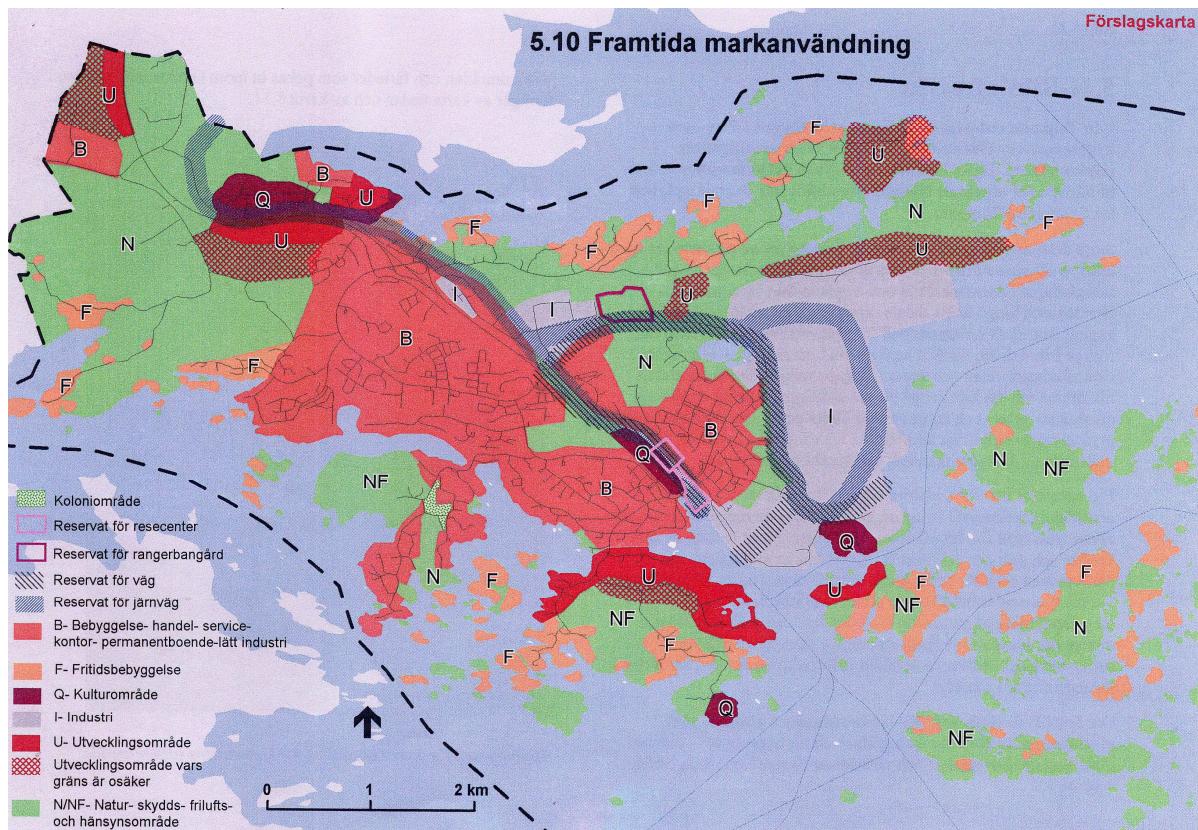 Förslagskarta
5.10 Framtida markanvändning
U
B
B
U
Q
N
U
F
F
F
F
F
U
N
F
U
I
I
U
F
F
F
B
N
I
B
Q
B
NF
N
NF
N
F
U
NF
F
F
Q
U
F
NF
F
N
Q
NF
Koloniområde
Reservat för resecenter
Reservat för rangerbangård
Reservat för väg
Reservat för järnväg
B- Bebyggelse- handel- service-
kontor- permanentboende-lätt industri
F- Fritidsbebyggelse
Q- Kulturområde
I- Industri
U- Utvecklingsområde
Utvecklingsområde vars
gräns är osäker
N/NF- Natur- skydds- frilufts-
och hänsynsområde
0 1 2 km